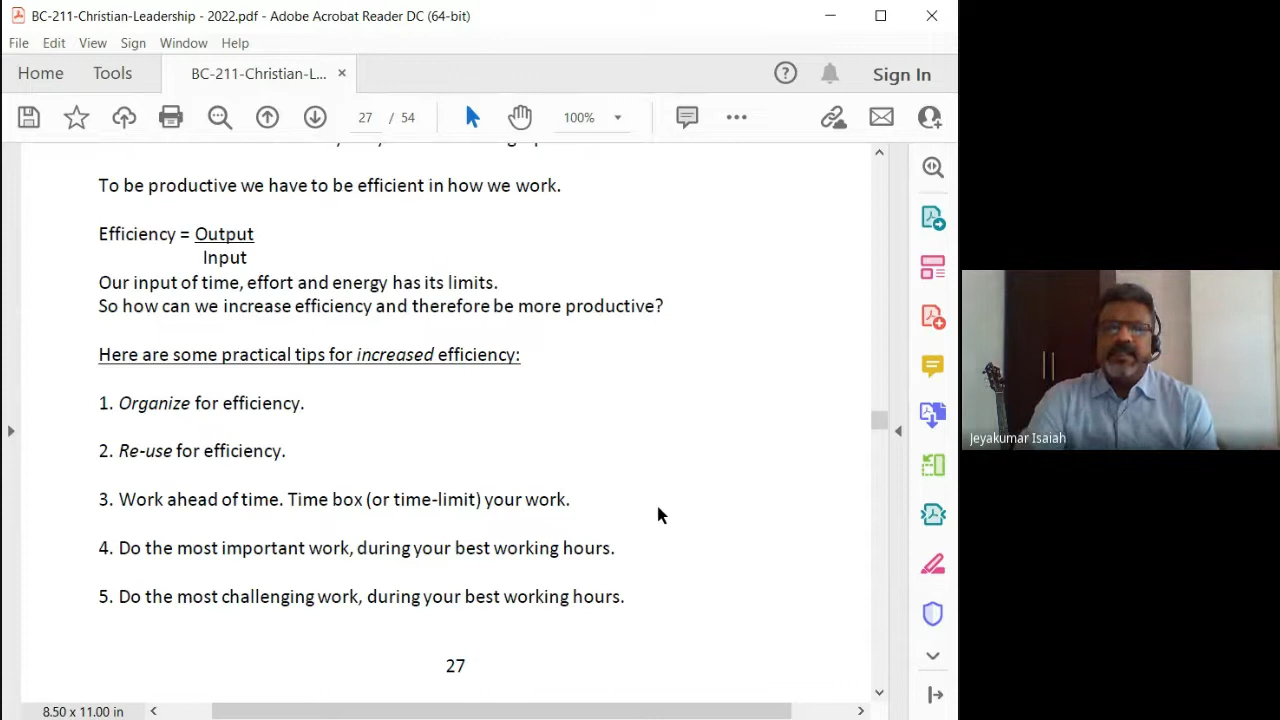 BC-211-Christian-Leadership - 2022.pdf - Adobe Acrobat Reader DC (64-bit)
File Edit View Sign Window Help
Home Tools BC-211-Christian-L... Sign In
27 / 54 100%
To be productive we have to be efficient in how we work.
Efficiency = Output
Input
Our input of time, effort and energy has its limits.
So how can we increase efficiency and therefore be more productive?
Here are some practical tips for increased efficiency:
1. Organize for efficiency.
2. Re-use for efficiency.
3. Work ahead of time. Time box (or time-limit) your work.
4. Do the most important work, during your best working hours.
5. Do the most challenging work, during your best working hours.
27
8.50 x 11.00 in
Jeyakumar Isaiah